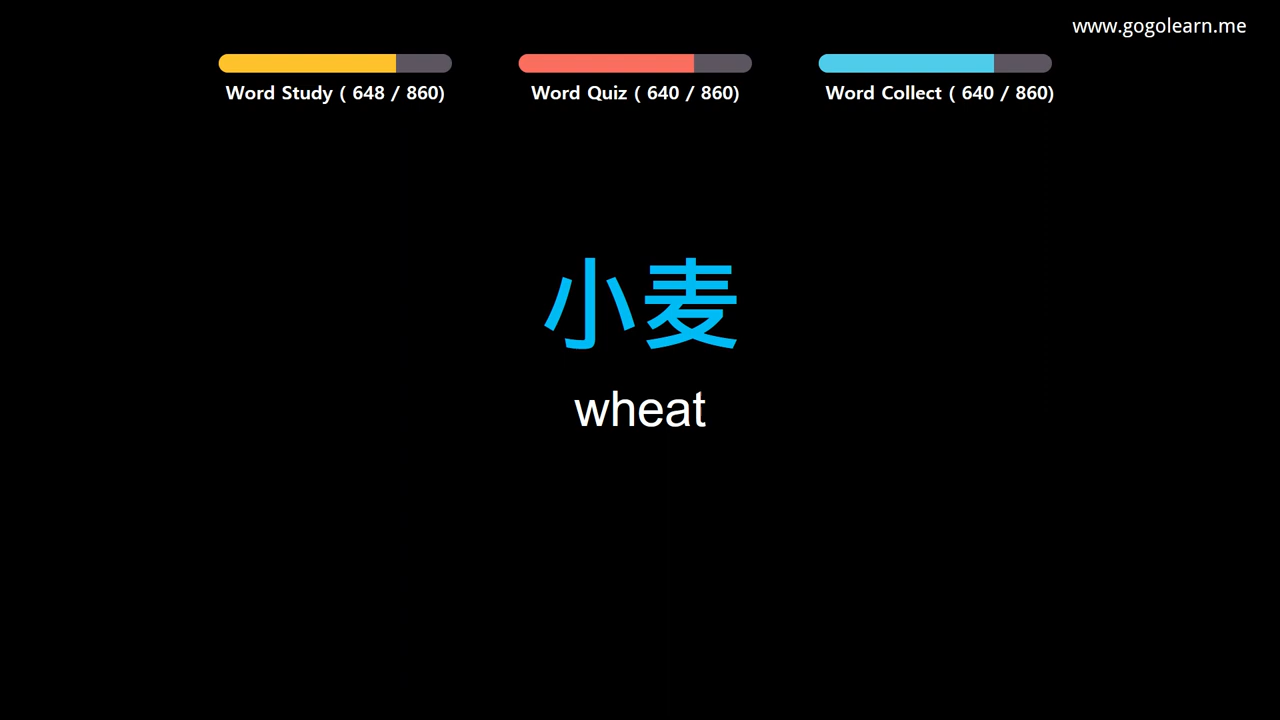 www.gogolearn.me
Word Study ( 648 / 860)
Word Quiz ( 640 / 860)
Word Collect ( 640 / 860)
小麦
wheat